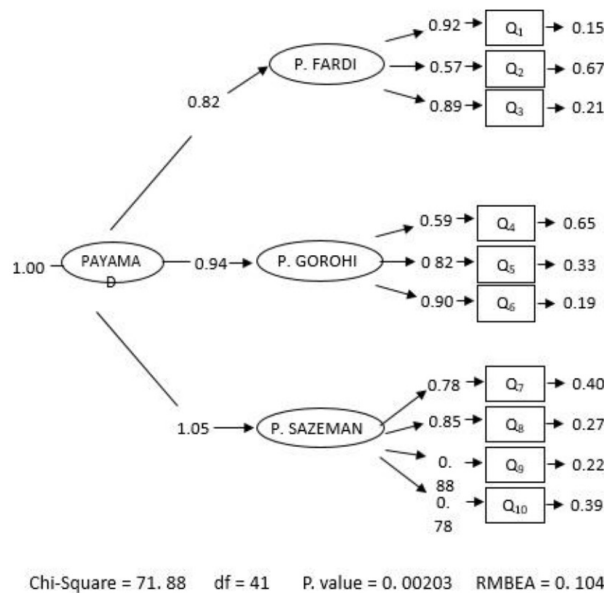 0.92 Q1 0.15
P. FARDI 0.57 Q2 0.67
0.82 0.89 Q3 0.21
0.59 Q4 0.65
1.00 PAYAMA
D
0.94 P. GOROHI 0 82 Q5 0.33
0.90 Q6 0.19
0.78 Q7 0.40
1.05 P. SAZEMAN 0.85 Q8 0.27
0.
88
Q9 0.22
0.
78
Q10 0.39
Chi-Square = 71. 88 df = 41 P. value = 0. 00203 RMBEA = 0. 104